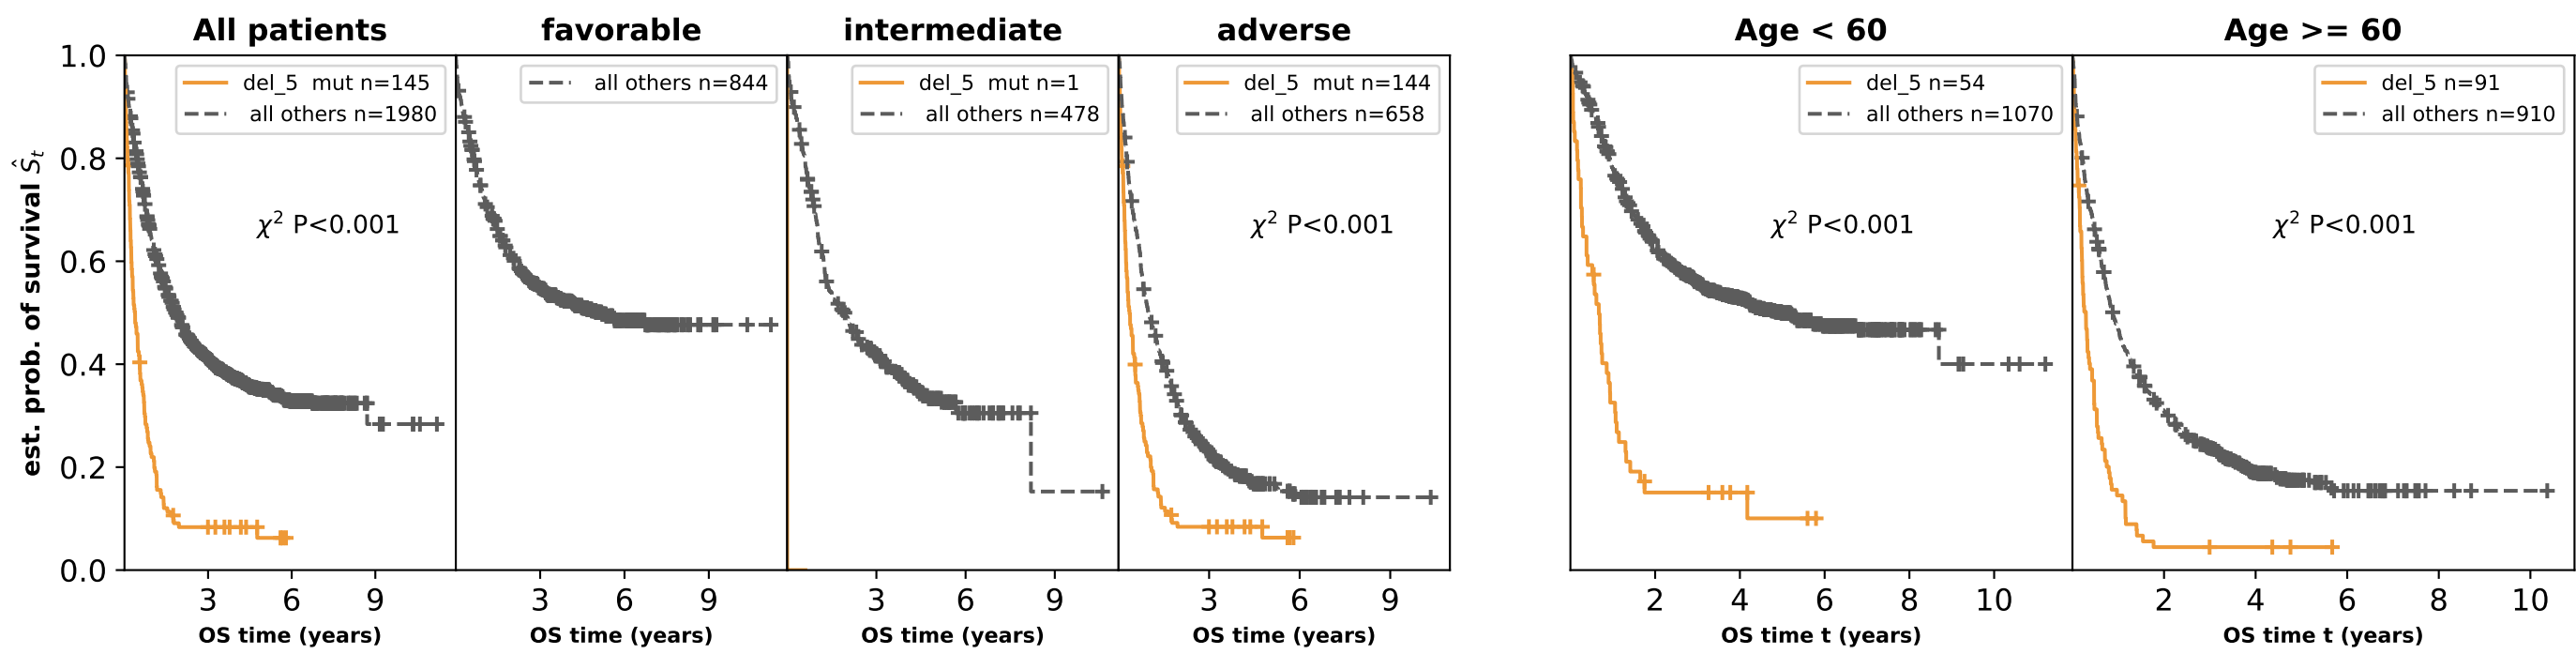 All patients
favorable
intermediate
adverse
Age < 60
Age >= 60
est. prob. of survival Ŝt
1.0
0.8
0.6
0.4
0.2
0.0
del_5 mut n=145
all others n=1980
χ² P<0.001
3 6 9
OS time (years)
all others n=844
3 6 9
OS time (years)
del_5 mut n=1
all others n=478
3 6 9
OS time (years)
del_5 mut n=144
all others n=658
χ² P<0.001
3 6 9
OS time (years)
del_5 n=54
all others n=1070
χ² P<0.001
2 4 6 8 10
OS time t (years)
del_5 n=91
all others n=910
χ² P<0.001
2 4 6 8 10
OS time t (years)